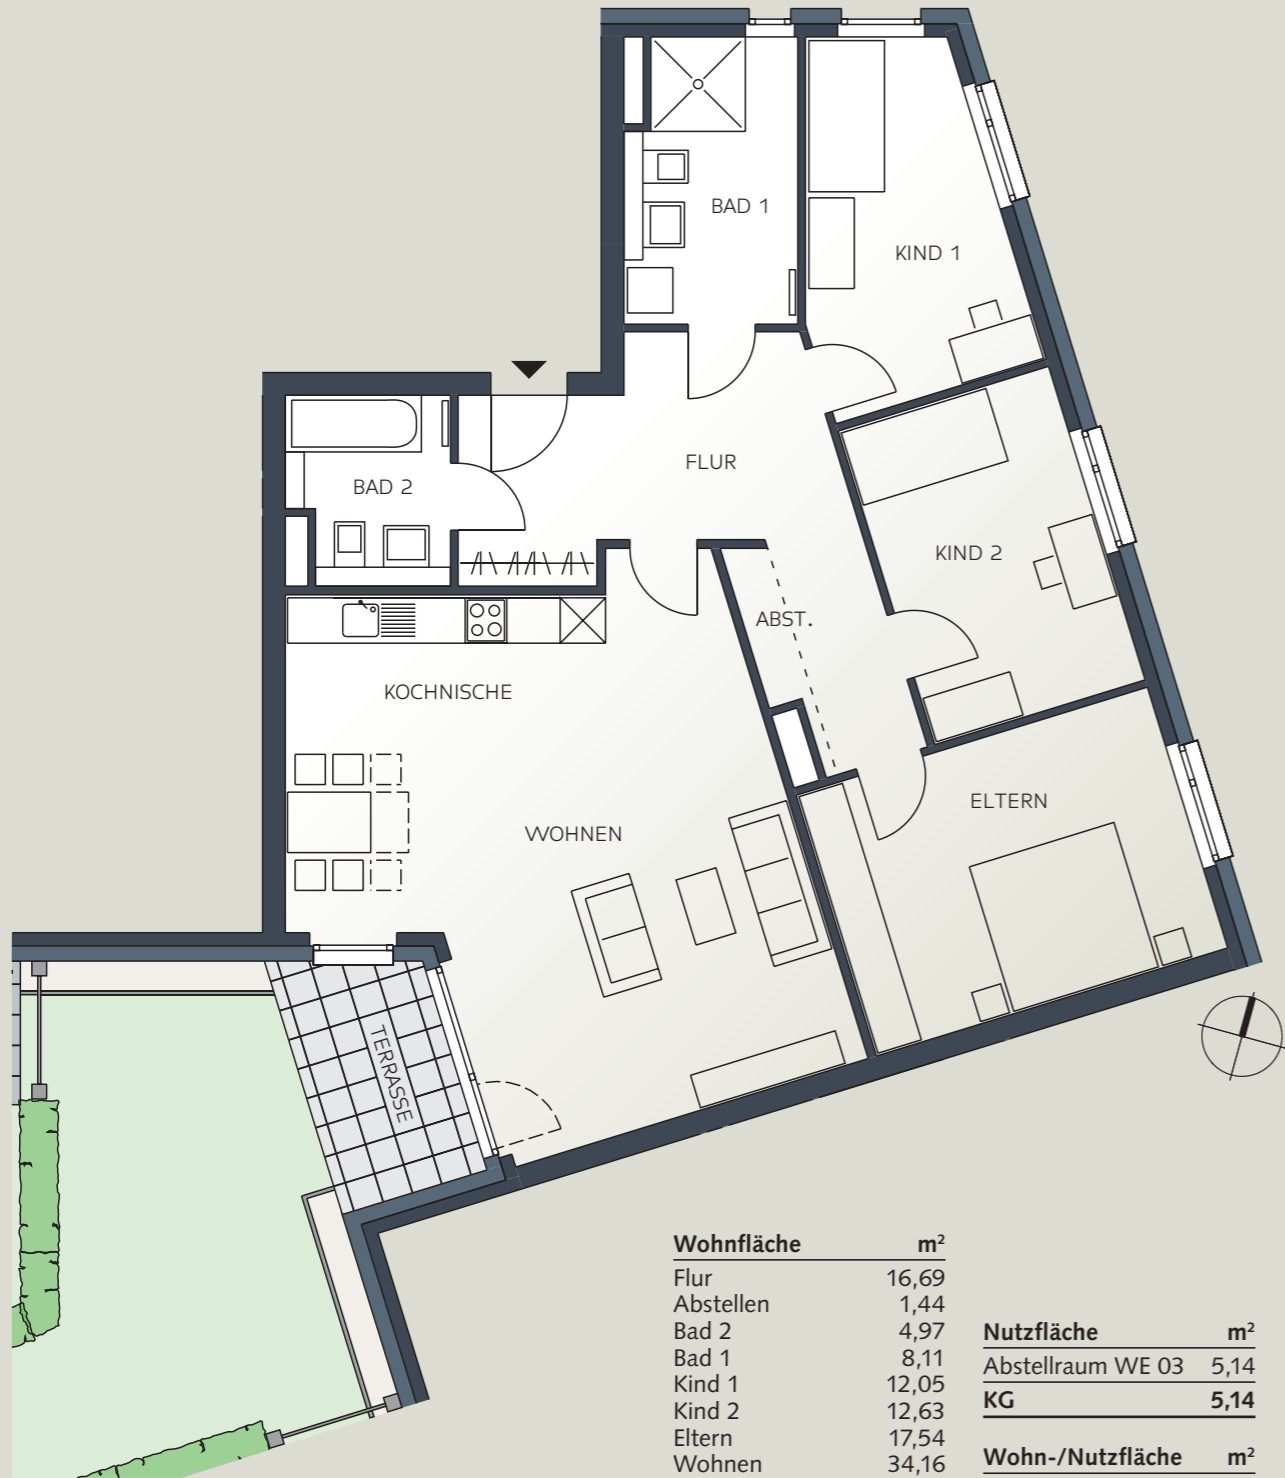 BAD 1
KIND 1
FLUR
BAD 2
KIND 2
ABST.
KOCHNISCHE
ELTERN
WOHNEN
TERRASSE
Wohnfläche m²
Flur 16,69
Abstellen 1,44
Bad 2 4,97
Bad 1 8,11
Kind 1 12,05
Kind 2 12,63
Eltern 17,54
Wohnen 34,16
Nutzfläche m²
Abstellraum WE 03 5,14
KG 5,14
Wohn-/Nutzfläche m²